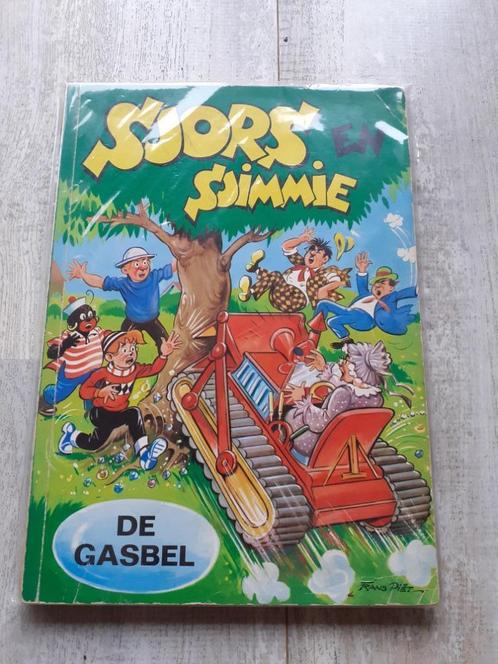 SJORS EN
SJIMMIE
DE
GASBEL
FRANS PIËT